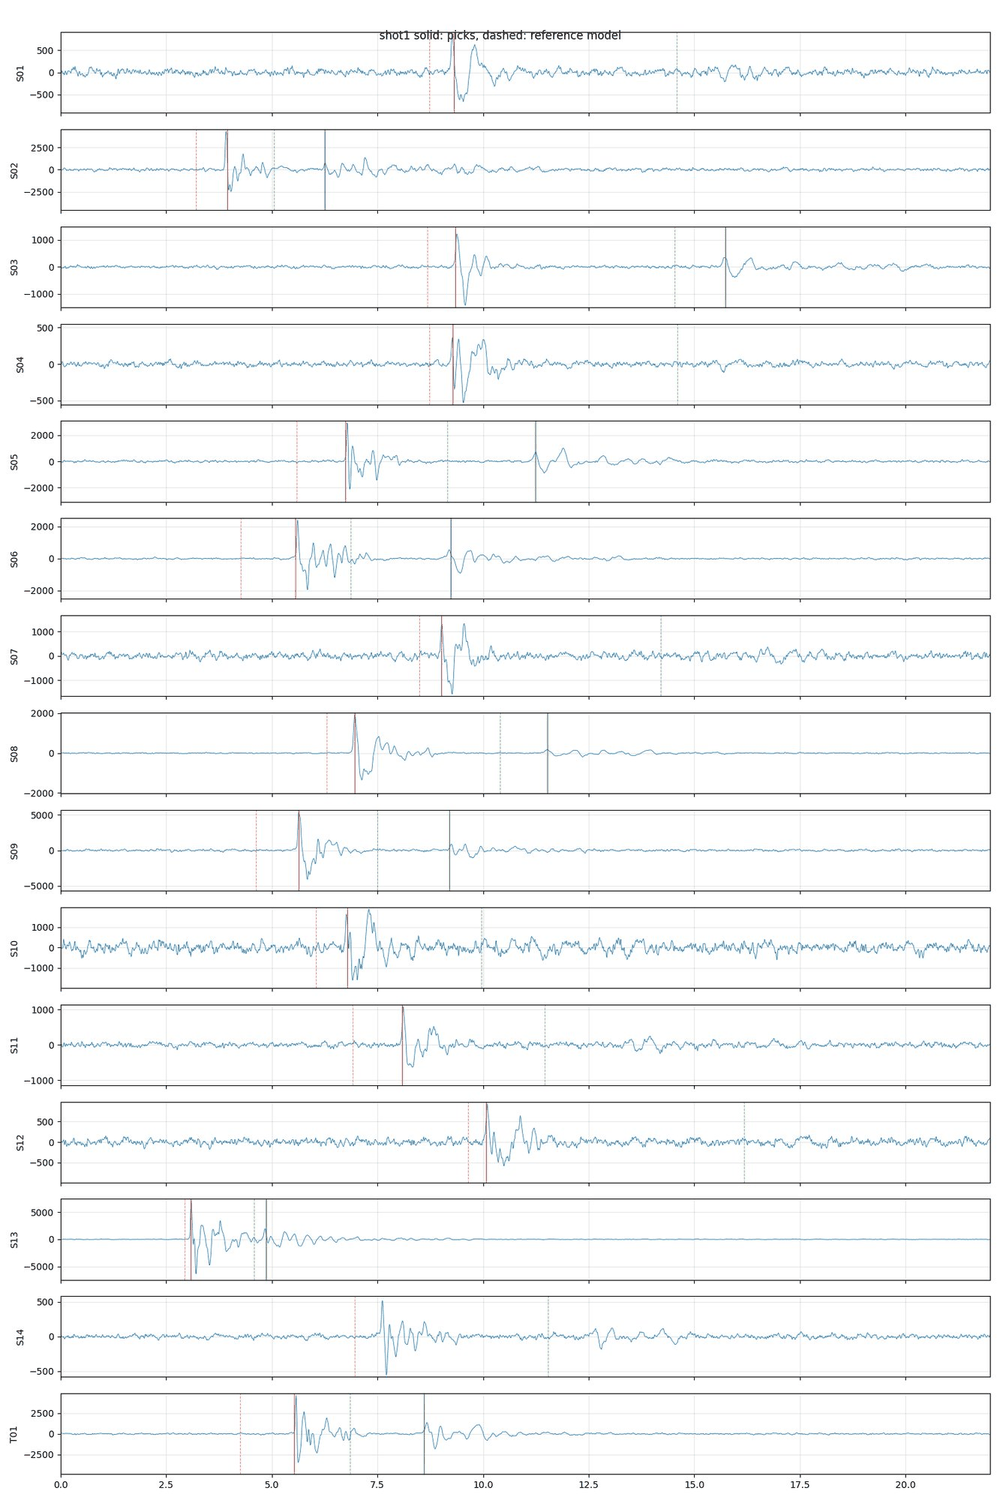 shot1 solid: picks, dashed: reference model
500
0
−500
S01
2500
0
−2500
S02
1000
0
−1000
S03
500
0
−500
S04
2000
0
−2000
S05
2000
0
−2000
S06
1000
0
−1000
S07
2000
0
−2000
S08
5000
0
−5000
S09
1000
0
−1000
S10
1000
0
−1000
S11
500
0
−500
S12
5000
0
−5000
S13
500
0
−500
S14
2500
0
−2500
T01
0.0 2.5 5.0 7.5 10.0 12.5 15.0 17.5 20.0